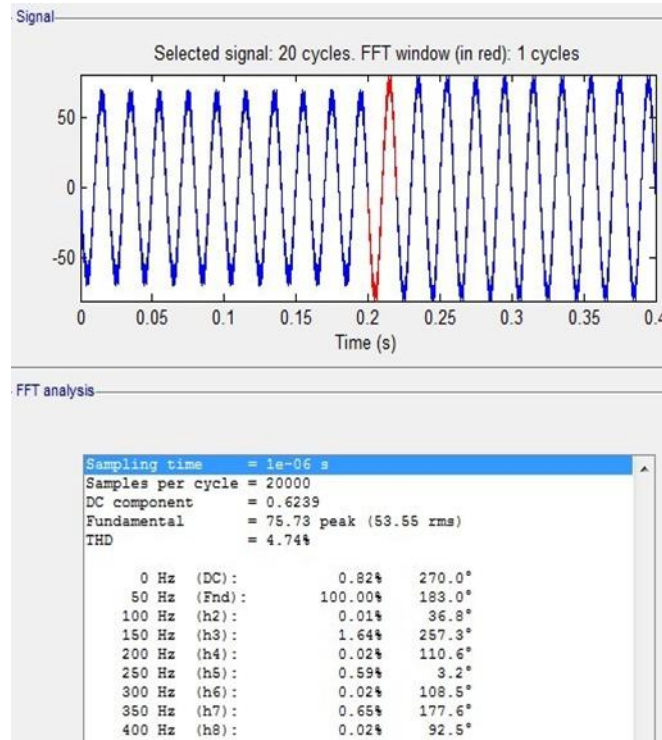 Signal
Selected signal: 20 cycles. FFT window (in red): 1 cycles
50
0
-50
0 0.05 0.1 0.15 0.2 0.25 0.3 0.35 0.4
Time (s)
FFT analysis
Sampling time = 1e-06 s
Samples per cycle = 20000
DC component = 0.6239
Fundamental = 75.73 peak (53.55 rms)
THD = 4.74%
0 Hz (DC): 0.82% 270.0°
50 Hz (Fnd): 100.00% 183.0°
100 Hz (h2): 0.01% 36.8°
150 Hz (h3): 1.64% 257.3°
200 Hz (h4): 0.02% 110.6°
250 Hz (h5): 0.59% 3.2°
300 Hz (h6): 0.02% 108.5°
350 Hz (h7): 0.65% 177.6°
400 Hz (h8): 0.02% 92.5°